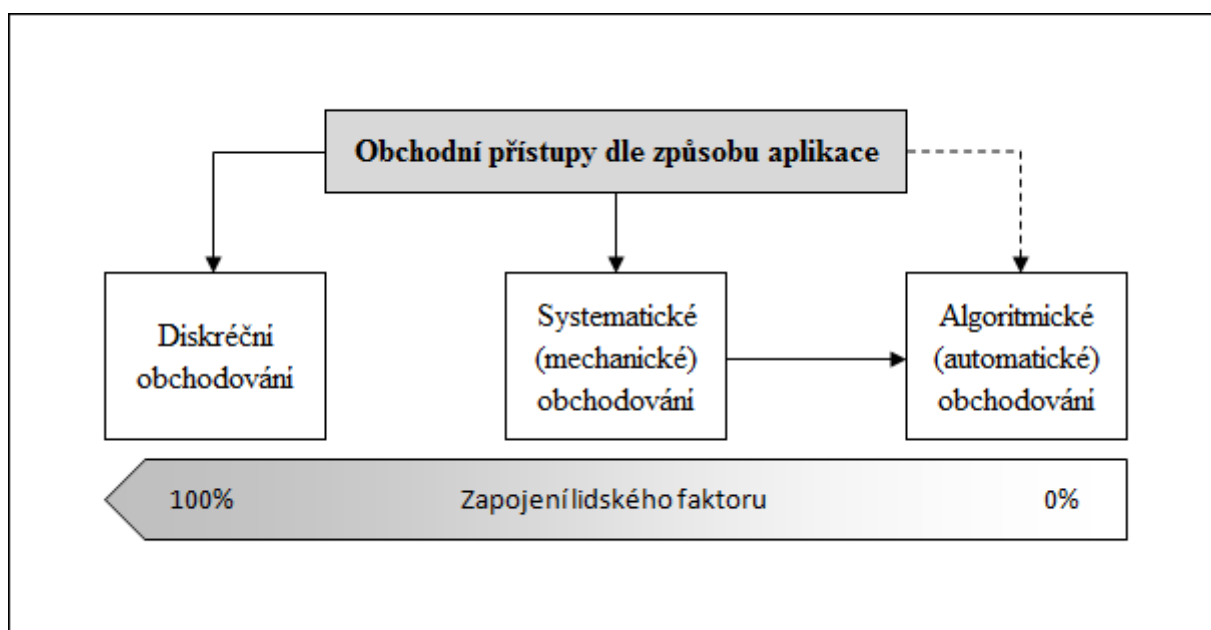 Obchodní přístupy dle způsobu aplikace
Diskréční
obchodování
Systematické
(mechanické)
obchodování
Algoritmické
(automatické)
obchodování
100%
Zapojení lidského faktoru
0%